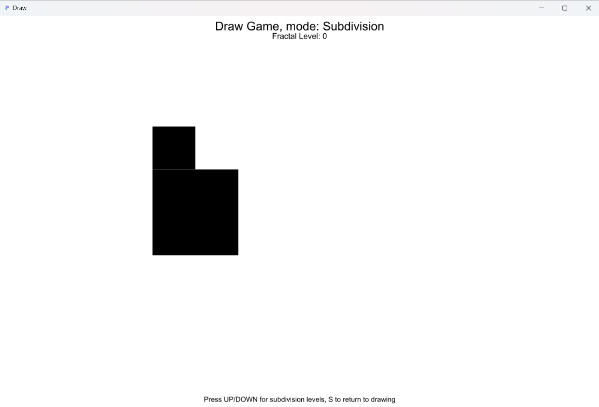 Draw
Draw Game, mode: Subdivision
Fractal Level: 0
Press UP/DOWN for subdivision levels, S to return to drawing